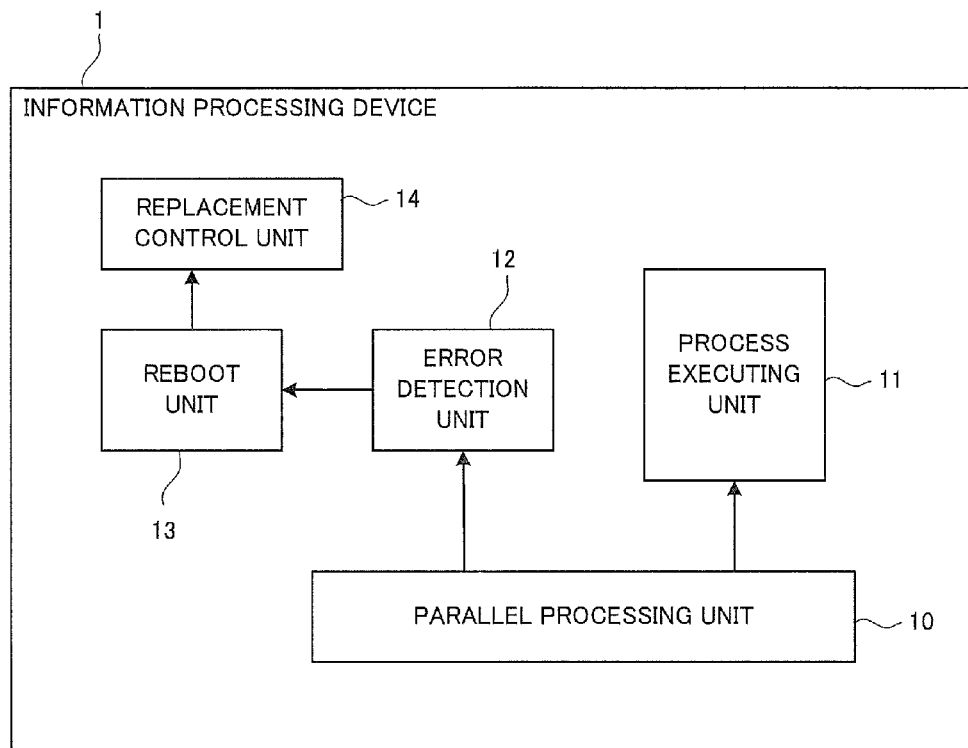 1
INFORMATION PROCESSING DEVICE
REPLACEMENT
CONTROL UNIT
14
12
REBOOT
UNIT
13
ERROR
DETECTION
UNIT
PROCESS
EXECUTING
UNIT
11
PARALLEL PROCESSING UNIT
10